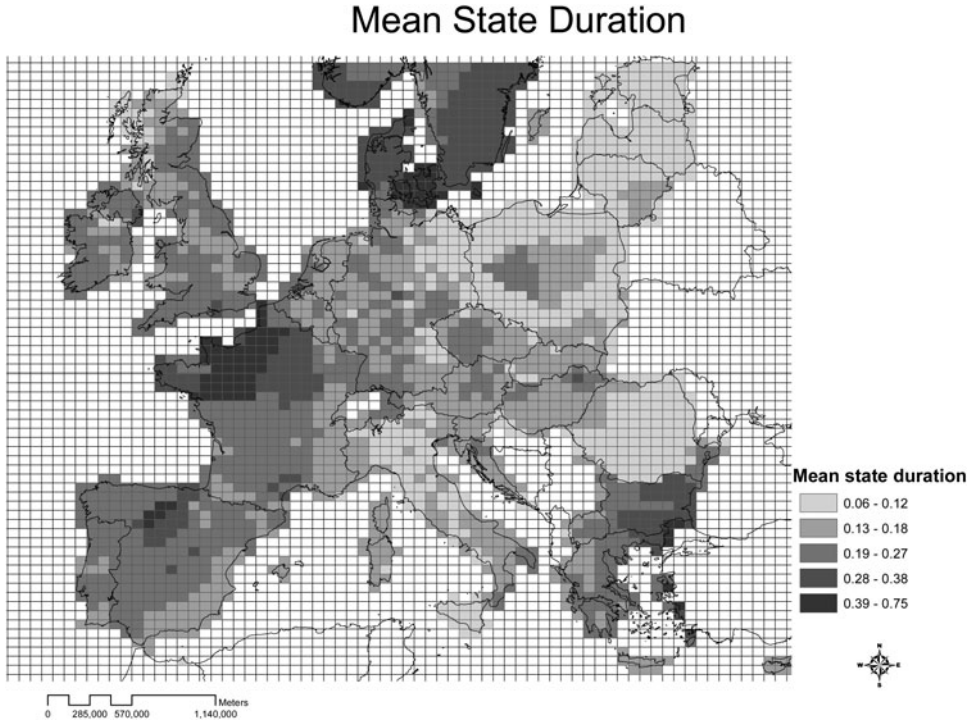 Mean State Duration
Mean state duration
0.06 - 0.12
0.13 - 0.18
0.19 - 0.27
0.28 - 0.38
0.39 - 0.75
N
W E
S
Meters
0 285,000 570,000 1,140,000